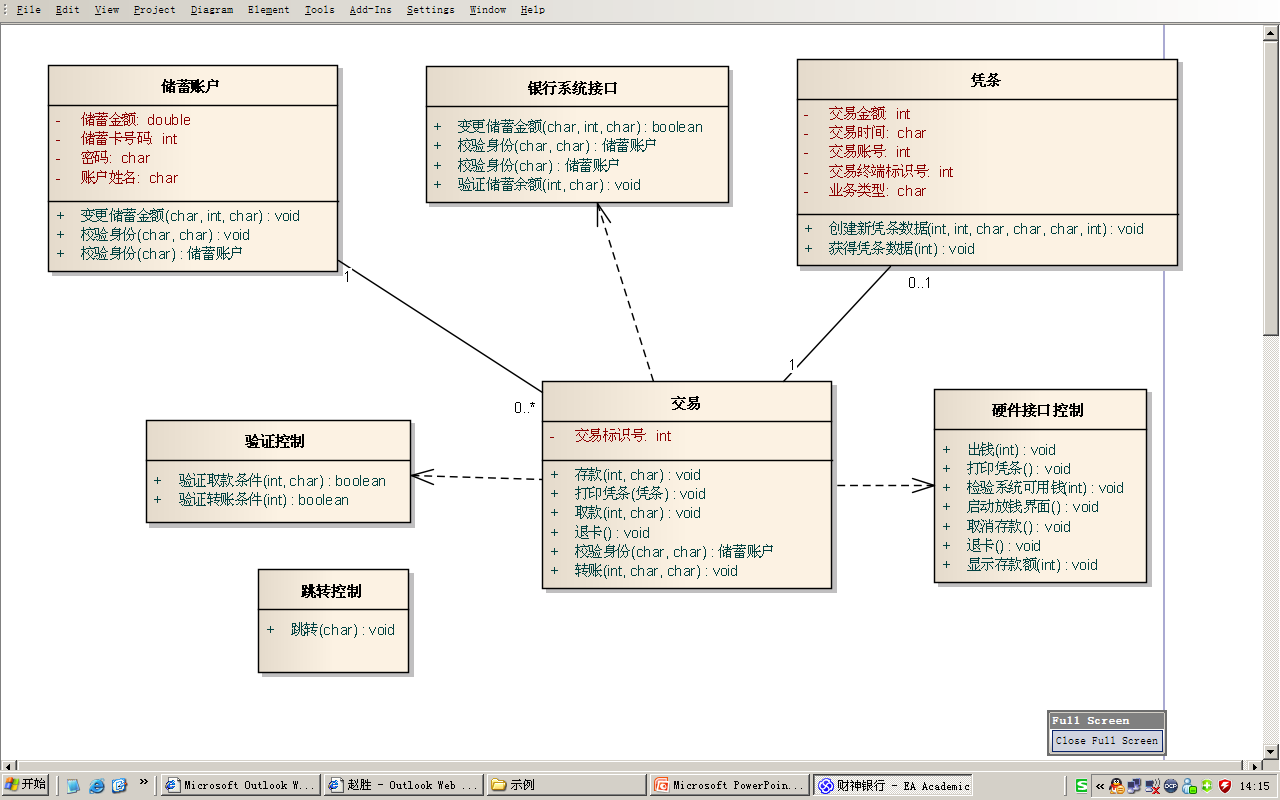 File Edit View Project Diagram Element Tools Add-Ins Settings Window Help
储蓄账户
- 储蓄金额: double
- 储蓄卡号码: int
- 密码: char
- 账户姓名: char
+ 变更储蓄金额(char, int, char) : void
+ 校验身份(char, char) : void
+ 校验身份(char) : 储蓄账户
银行系统接口
+ 变更储蓄金额(char, int, char) : boolean
+ 校验身份(char, char) : 储蓄账户
+ 校验身份(char) : 储蓄账户
+ 验证储蓄余额(int, char) : void
凭条
- 交易金额: int
- 交易时间: char
- 交易账号: int
- 交易终端标识号: int
- 业务类型: char
+ 创建新凭条数据(int, int, char, char, char, int) : void
+ 获得凭条数据(int) : void
1
0..1
1
0..*
交易
- 交易标识号: int
+ 存款(int, char) : void
+ 打印凭条(凭条) : void
+ 取款(int, char) : void
+ 退卡() : void
+ 校验身份(char, char) : 储蓄账户
+ 转账(int, char, char) : void
硬件接口控制
+ 出钱(int) : void
+ 打印凭条() : void
+ 检验系统可用钱(int) : void
+ 启动放钱界面() : void
+ 取消存款() : void
+ 退卡() : void
+ 显示存款额(int) : void
验证控制
+ 验证取款条件(int, char) : boolean
+ 验证转账条件(int) : boolean
跳转控制
+ 跳转(char) : void
Full Screen
Close Full Screen
开始 » Microsoft Outlook W... 赵胜 - Outlook Web ... 示例 Microsoft PowerPoin... 财神银行 - EA Academic « 14:15